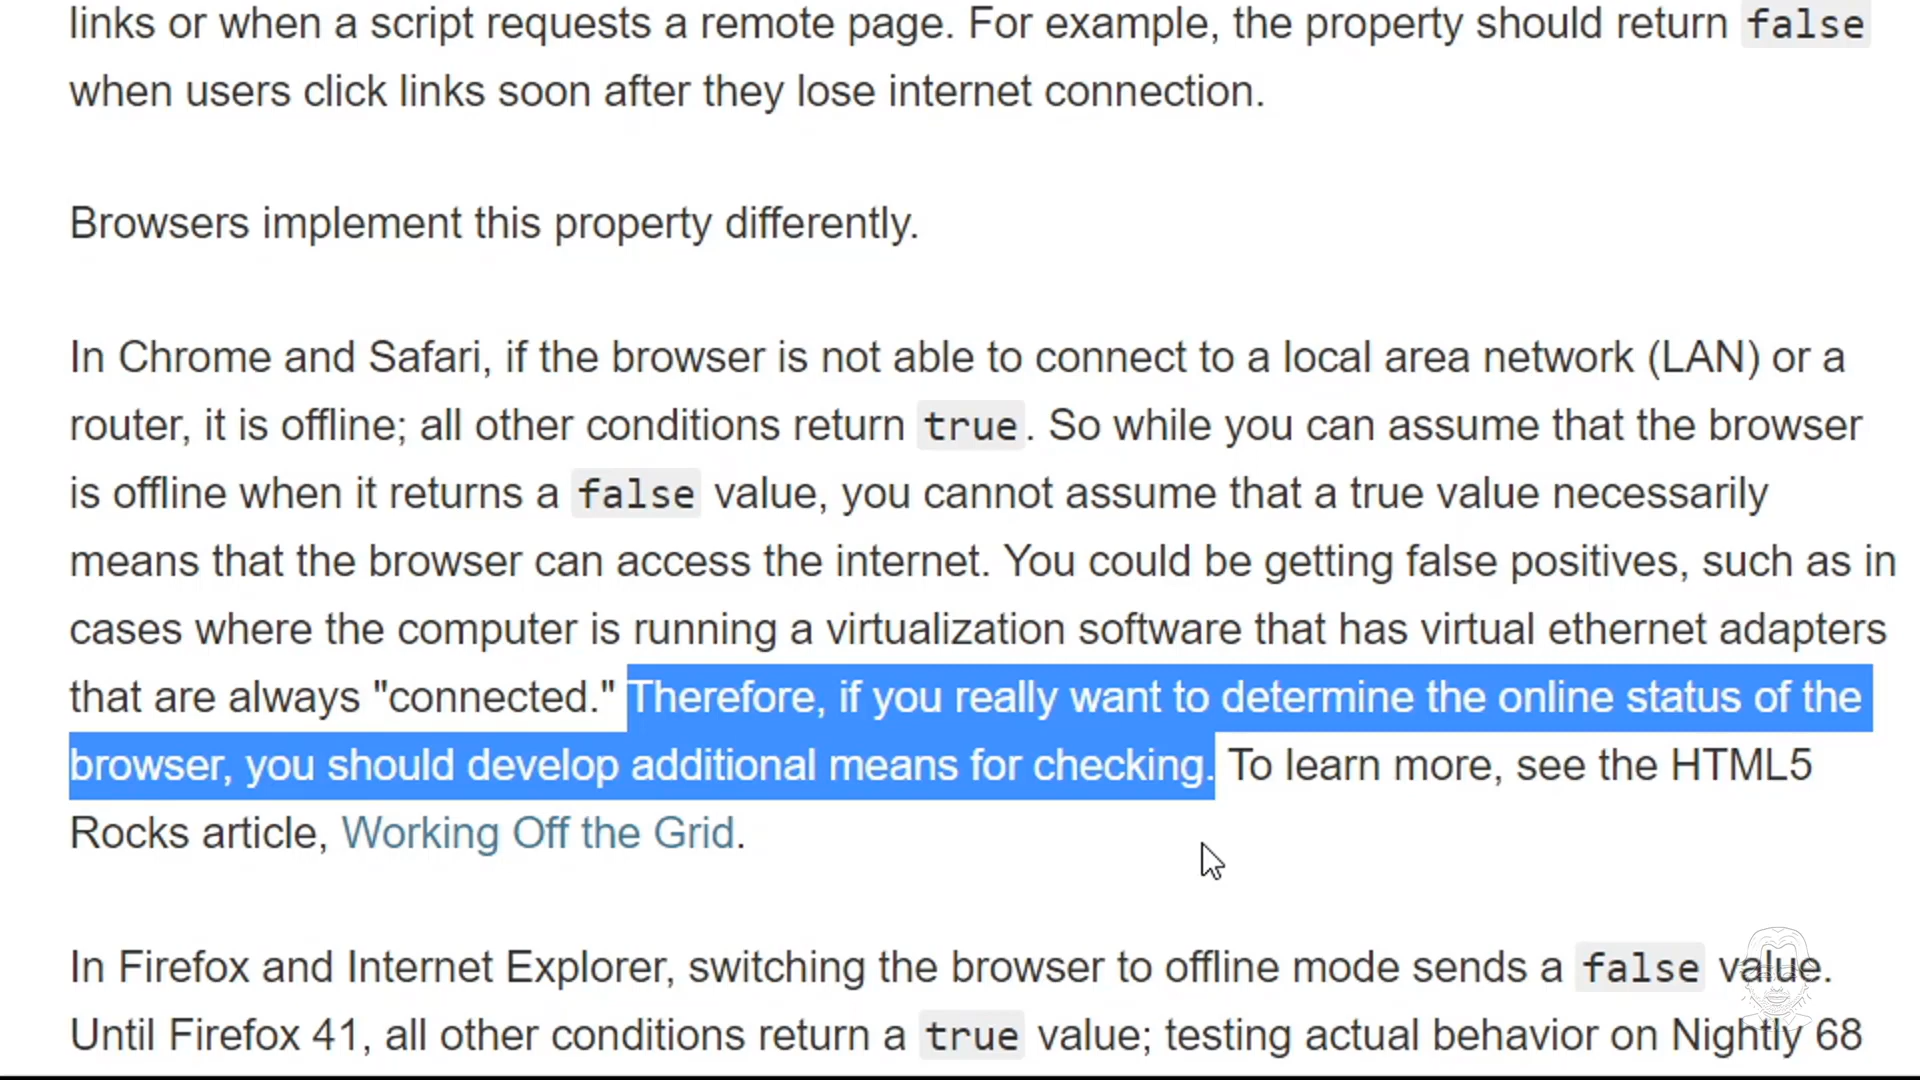 links or when a script requests a remote page. For example, the property should return false
when users click links soon after they lose internet connection.
Browsers implement this property differently.
In Chrome and Safari, if the browser is not able to connect to a local area network (LAN) or a
router, it is offline; all other conditions return true. So while you can assume that the browser
is offline when it returns a false value, you cannot assume that a true value necessarily
means that the browser can access the internet. You could be getting false positives, such as in
cases where the computer is running a virtualization software that has virtual ethernet adapters
that are always "connected." Therefore, if you really want to determine the online status of the
browser, you should develop additional means for checking. To learn more, see the HTML5
Rocks article, Working Off the Grid.
In Firefox and Internet Explorer, switching the browser to offline mode sends a false value.
Until Firefox 41, all other conditions return a true value; testing actual behavior on Nightly 68